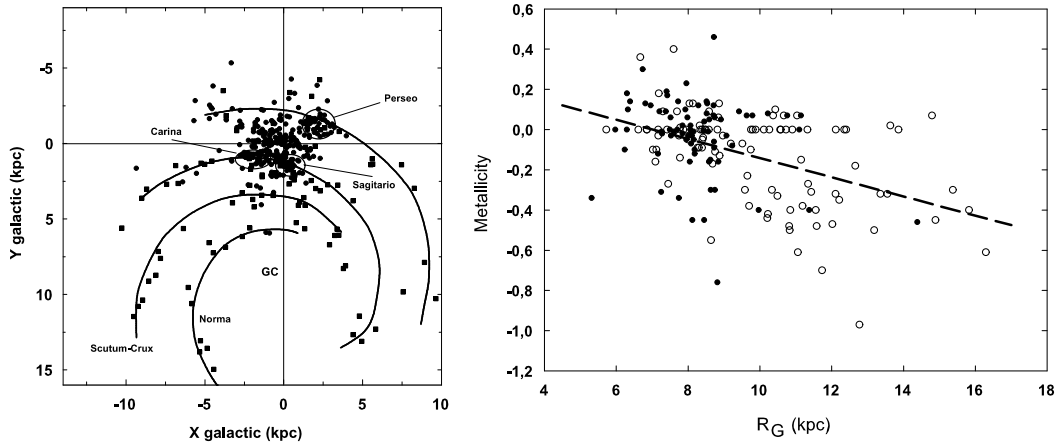 -5
0
5
10
15
-10
-5
0
5
10
Y galactic (kpc)
X galactic (kpc)
Perseo
Carina
Sagitario
GC
Norma
Scutum-Crux
0,6
0,4
0,2
0,0
-0,2
-0,4
-0,6
-0,8
-1,0
-1,2
4
6
8
10
12
14
16
18
Metallicity
R_G (kpc)